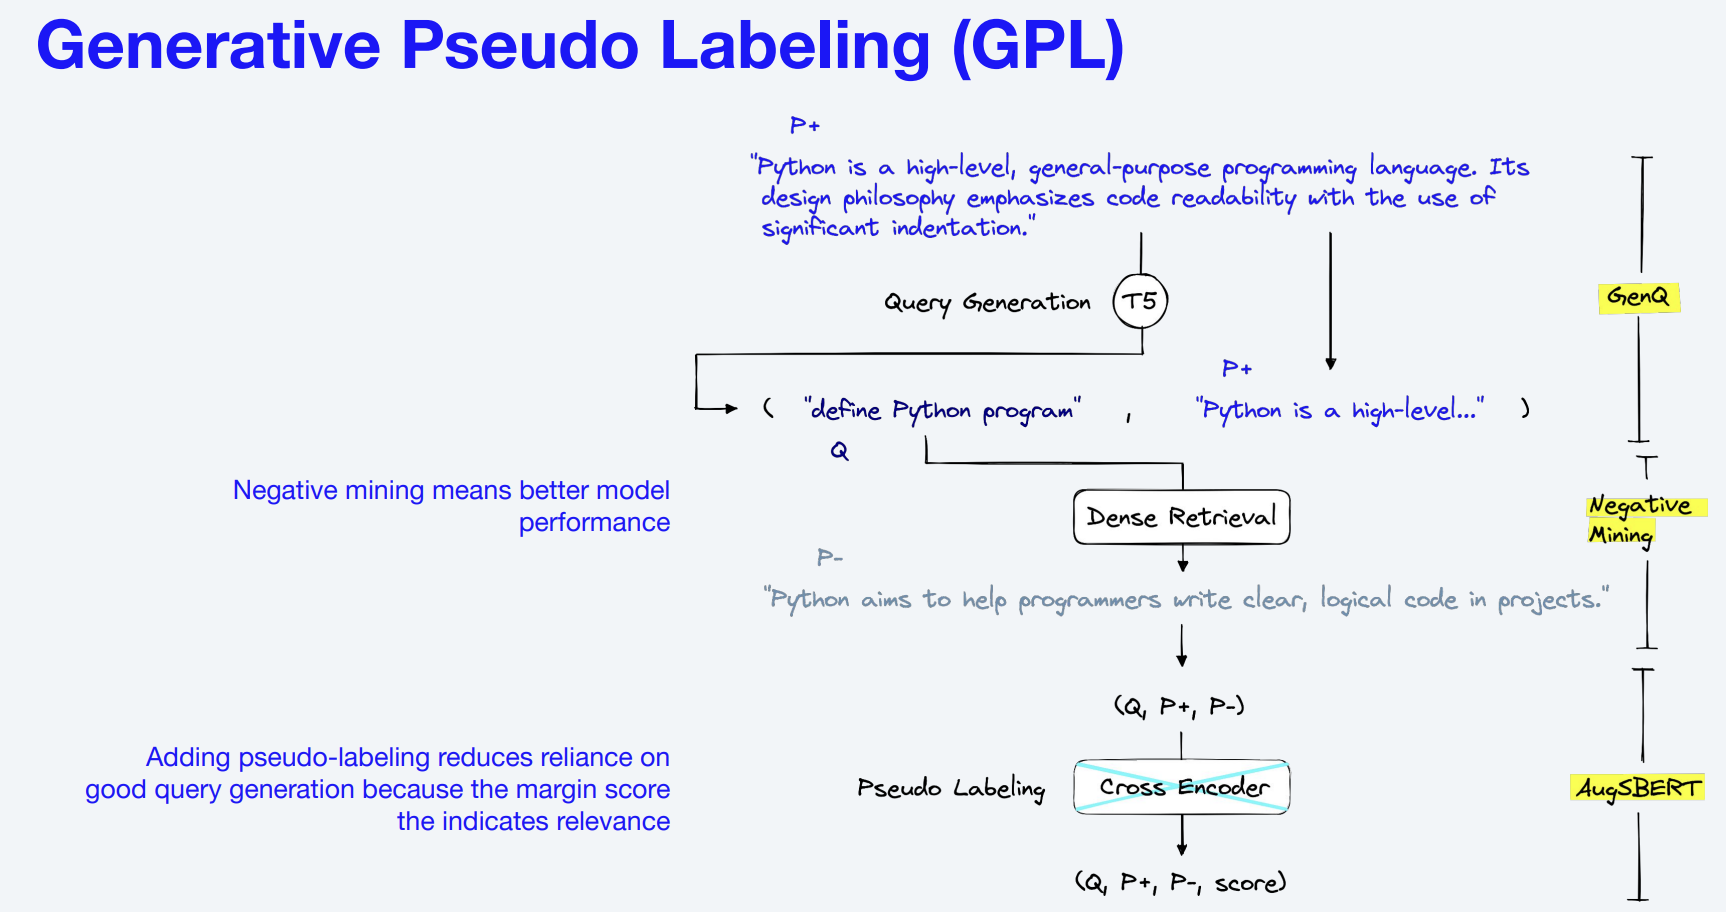 Generative Pseudo Labeling (GPL)
P+
"Python is a high-level, general-purpose programming language. Its
design philosophy emphasizes code readability with the use of
significant indentation."
Query Generation
T5
GenQ
P+
( "define Python program" , "Python is a high-level..." )
Q
Negative mining means better model
performance
Dense Retrieval
Negative
Mining
P-
"Python aims to help programmers write clear, logical code in projects."
(Q, P+, P-)
Adding pseudo-labeling reduces reliance on
good query generation because the margin score
the indicates relevance
Pseudo Labeling
Cross Encoder
AugSBERT
(Q, P+, P-, score)